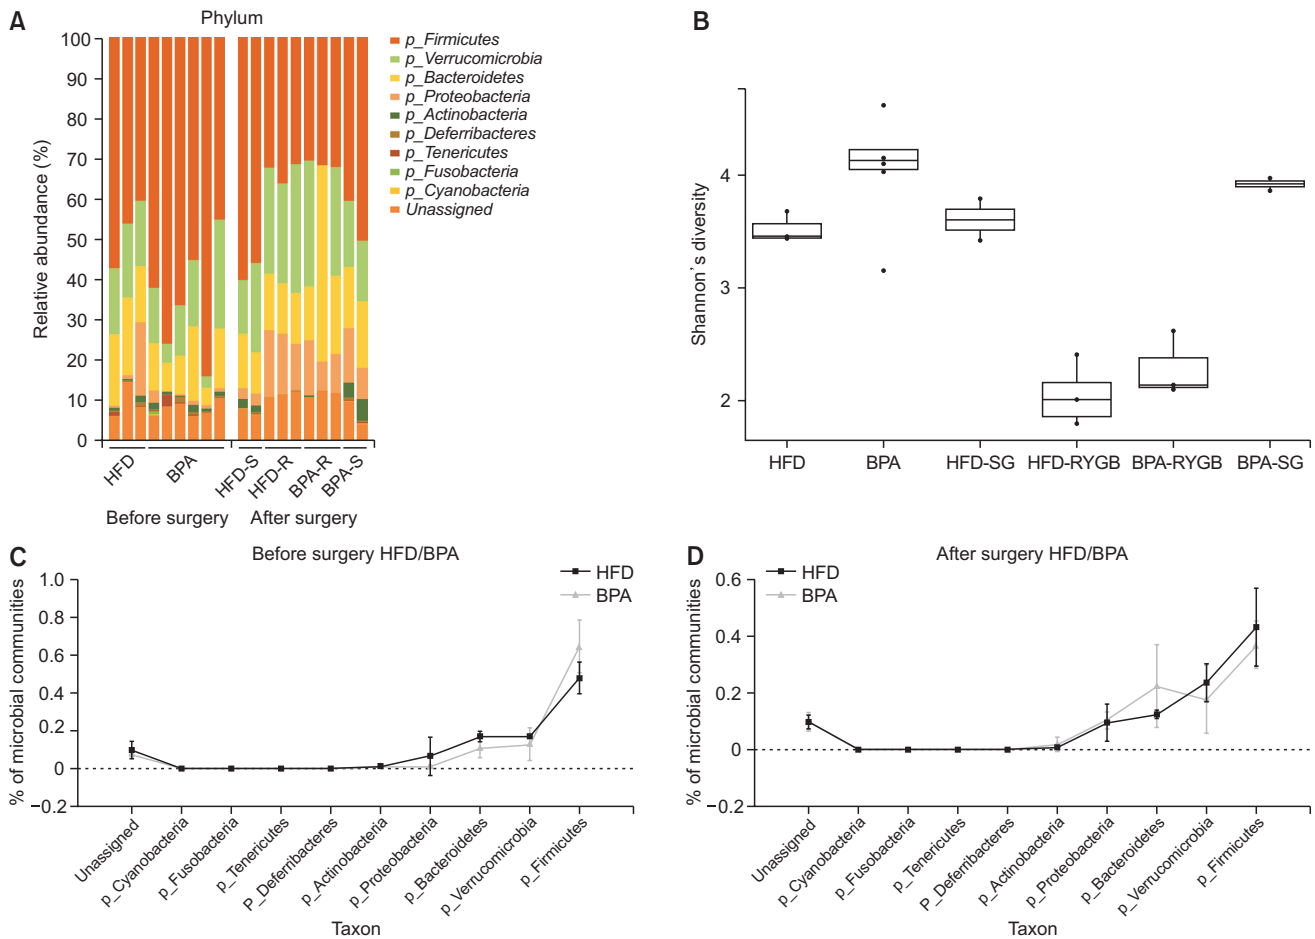 A
Phylum
Relative abundance (%)
100
90
80
70
60
50
40
30
20
10
0
HFD
BPA
HFD-S
HFD-R
BPA-R
BPA-S
Before surgery
After surgery
p_Firmicutes
p_Verrucomicrobia
p_Bacteroidetes
p_Proteobacteria
p_Actinobacteria
p_Deferribacteres
p_Tenericutes
p_Fusobacteria
p_Cyanobacteria
Unassigned
B
Shannon's diversity
4
3
2
HFD
BPA
HFD-SG
HFD-RYGB
BPA-RYGB
BPA-SG
C
Before surgery HFD/BPA
HFD
BPA
% of microbial communities
1.0
0.8
0.6
0.4
0.2
0
−0.2
Unassigned
p_Cyanobacteria
p_Fusobacteria
p_Tenericutes
p_Deferribacteres
p_Actinobacteria
p_Proteobacteria
p_Bacteroidetes
p_Verrucomicrobia
p_Firmicutes
Taxon
D
After surgery HFD/BPA
HFD
BPA
% of microbial communities
0.6
0.4
0.2
0
−0.2
Unassigned
p_Cyanobacteria
p_Fusobacteria
p_Tenericutes
P_Deferribacteres
p_Actinobacteria
p_Proteobacteria
p_Bacteroidetes
p_Verrucomicrobia
p_Firmicutes
Taxon